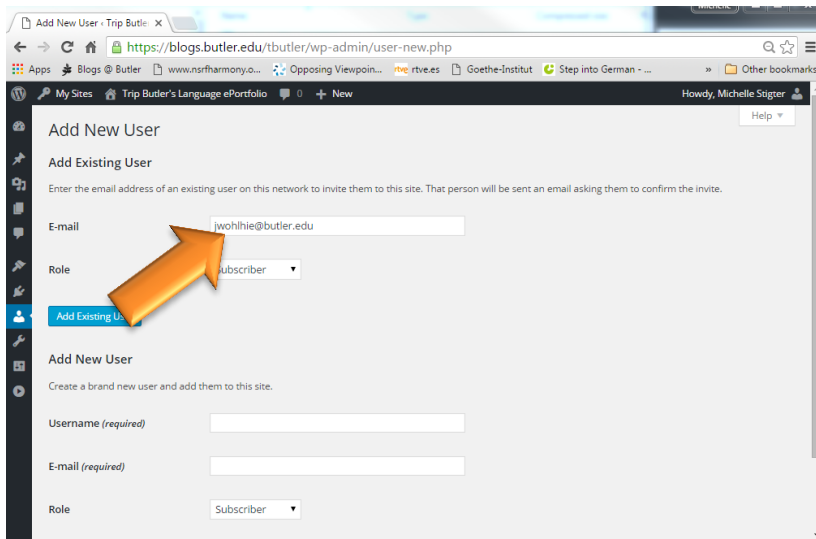 Michelle
Add New User ‹ Trip Butle
https://blogs.butler.edu/tbutler/wp-admin/user-new.php
Apps Blogs @ Butler www.nsrfharmony.o... Opposing Viewpoin... rtve rtve.es Goethe-Institut Step into German - ... » Other bookmarks
My Sites Trip Butler's Language ePortfolio 0 + New Howdy, Michelle Stigter
Help
Add New User
Add Existing User
Enter the email address of an existing user on this network to invite them to this site. That person will be sent an email asking them to confirm the invite.
E-mail jwohlhie@butler.edu
Role Subscriber
Add Existing Us
Add New User
Create a brand new user and add them to this site.
Username (required)
E-mail (required)
Role Subscriber